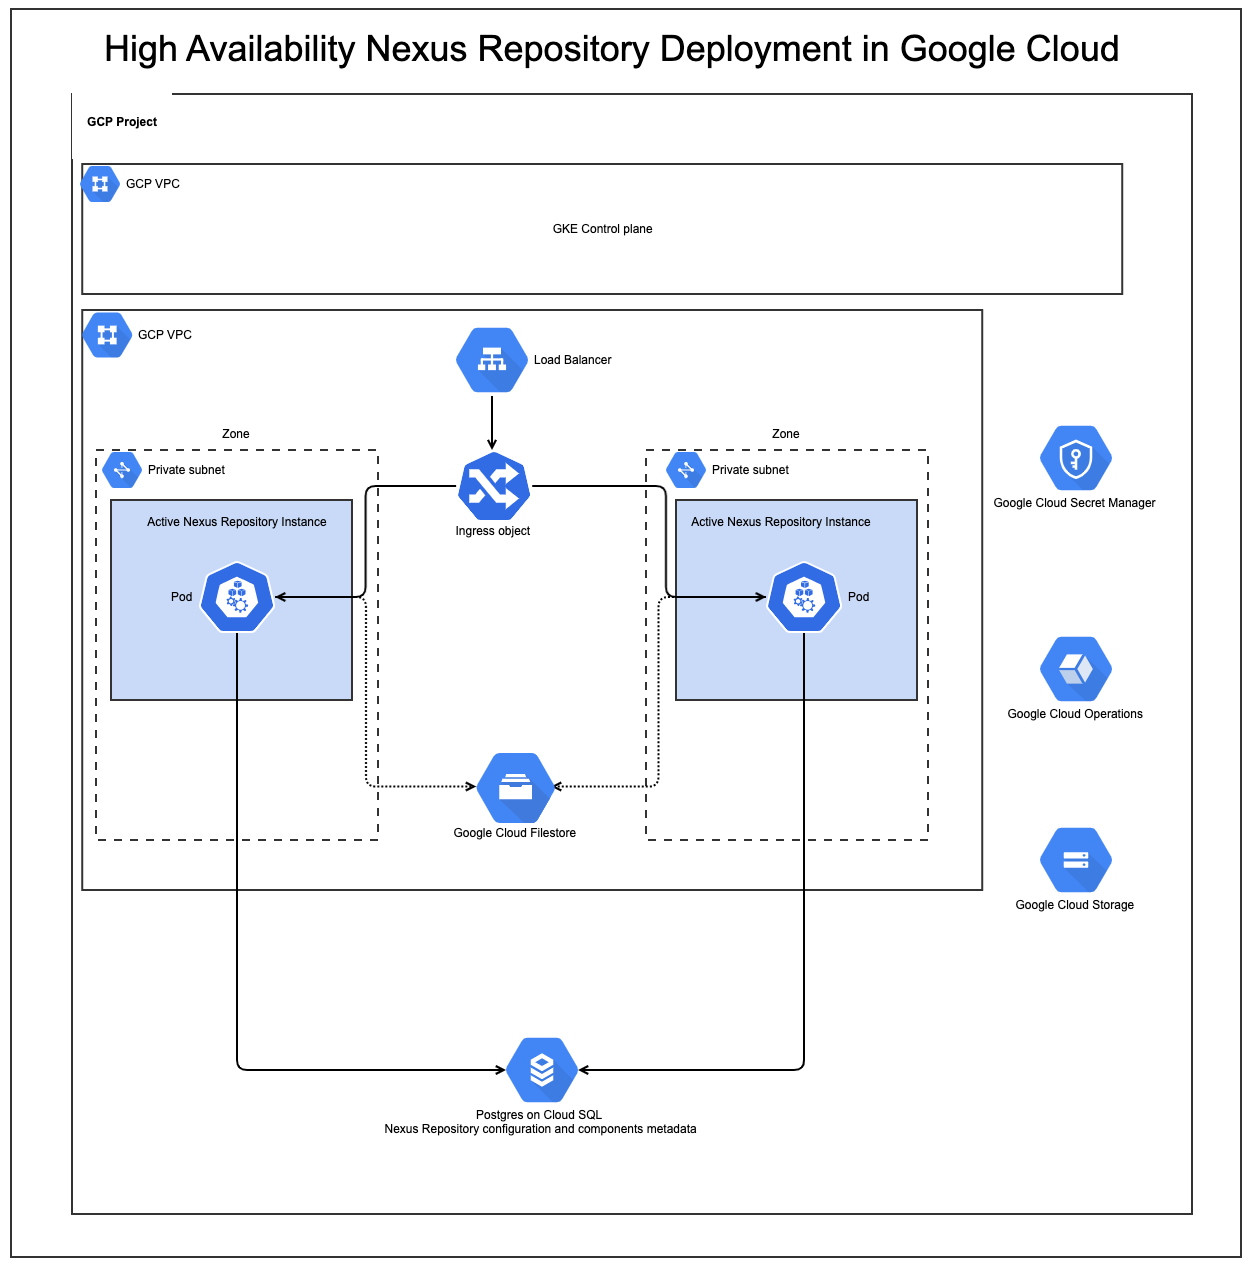 High Availability Nexus Repository Deployment in Google Cloud
GCP Project
GCP VPC
GKE Control plane
GCP VPC
Load Balancer
Zone
Zone
Private subnet
Private subnet
Active Nexus Repository Instance
Active Nexus Repository Instance
Ingress object
Pod
Pod
Google Cloud Secret Manager
Google Cloud Operations
Google Cloud Filestore
Google Cloud Storage
Postgres on Cloud SQL
Nexus Repository configuration and components metadata